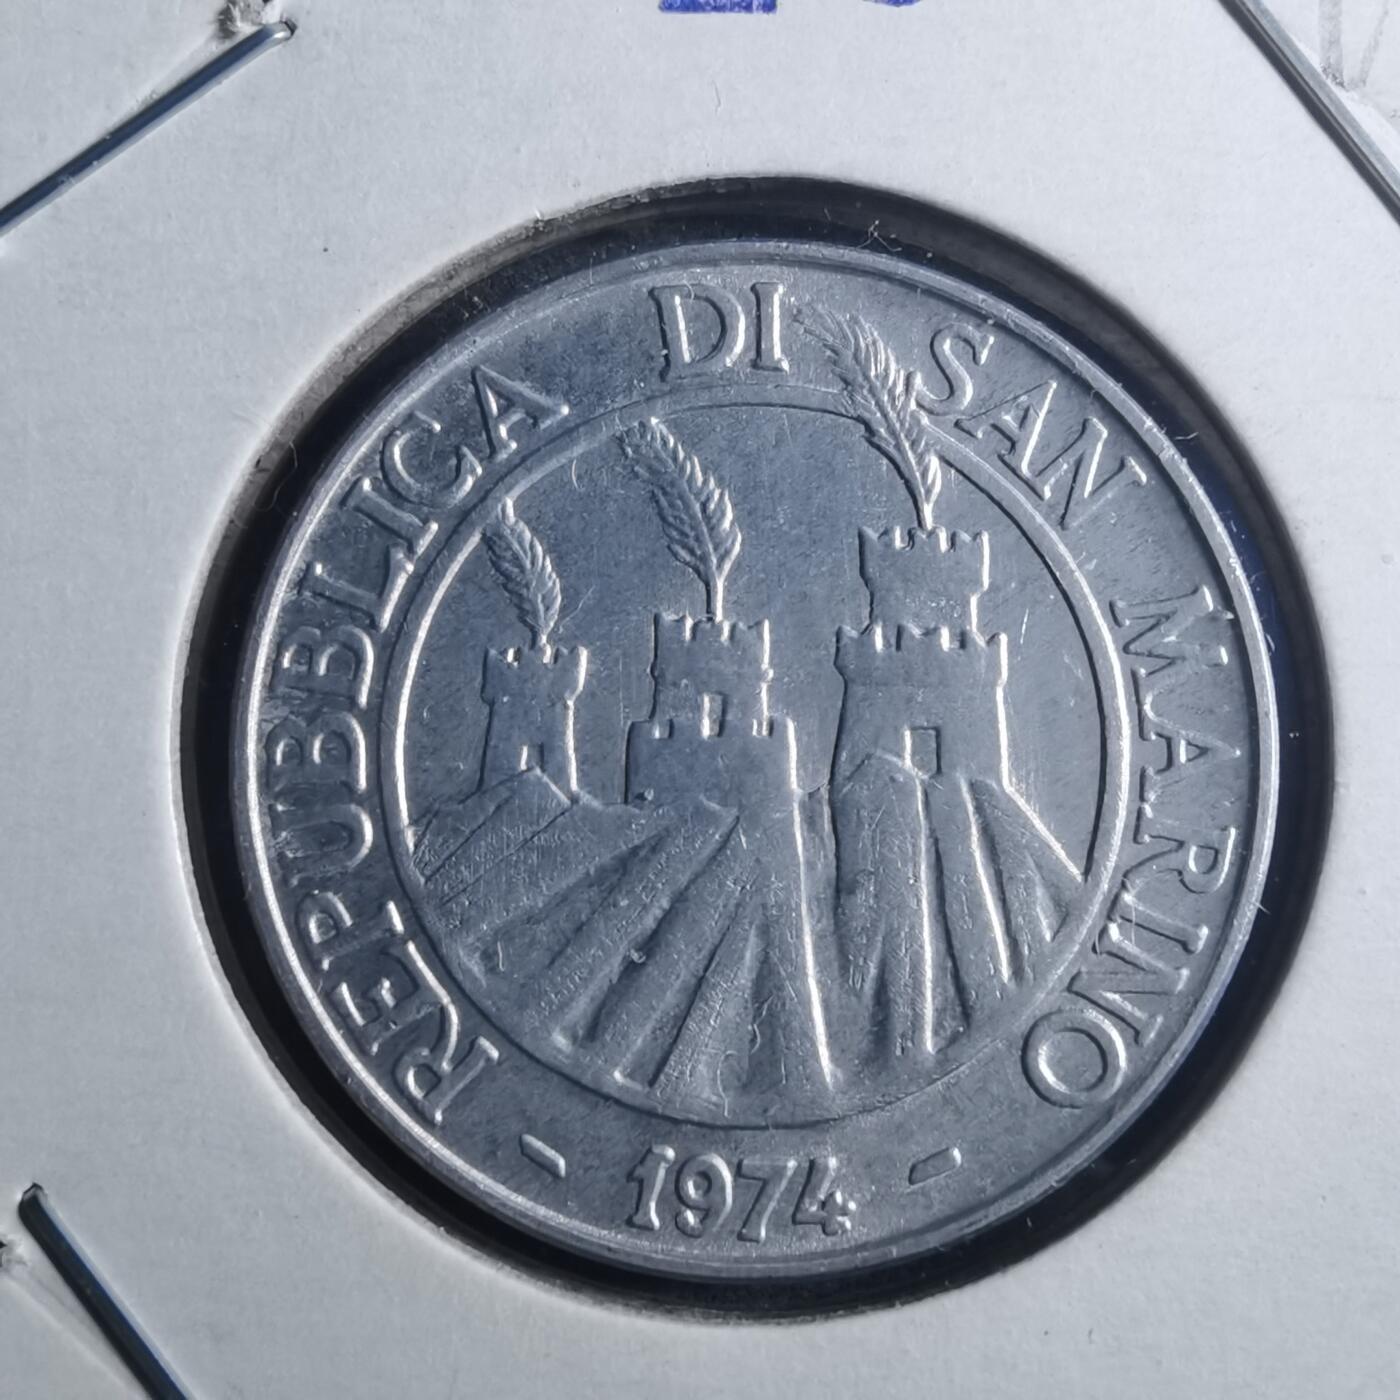 REPUBBLICA DI SAN MARINO
- 1974 -